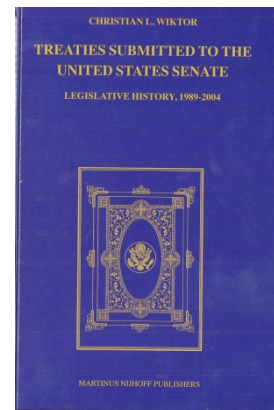 CHRISTIAN L. WIKTOR
TREATIES SUBMITTED TO THE
UNITED STATES SENATE
LEGISLATIVE HISTORY, 1989-2004
MARTINUS NIJHOFF PUBLISHERS